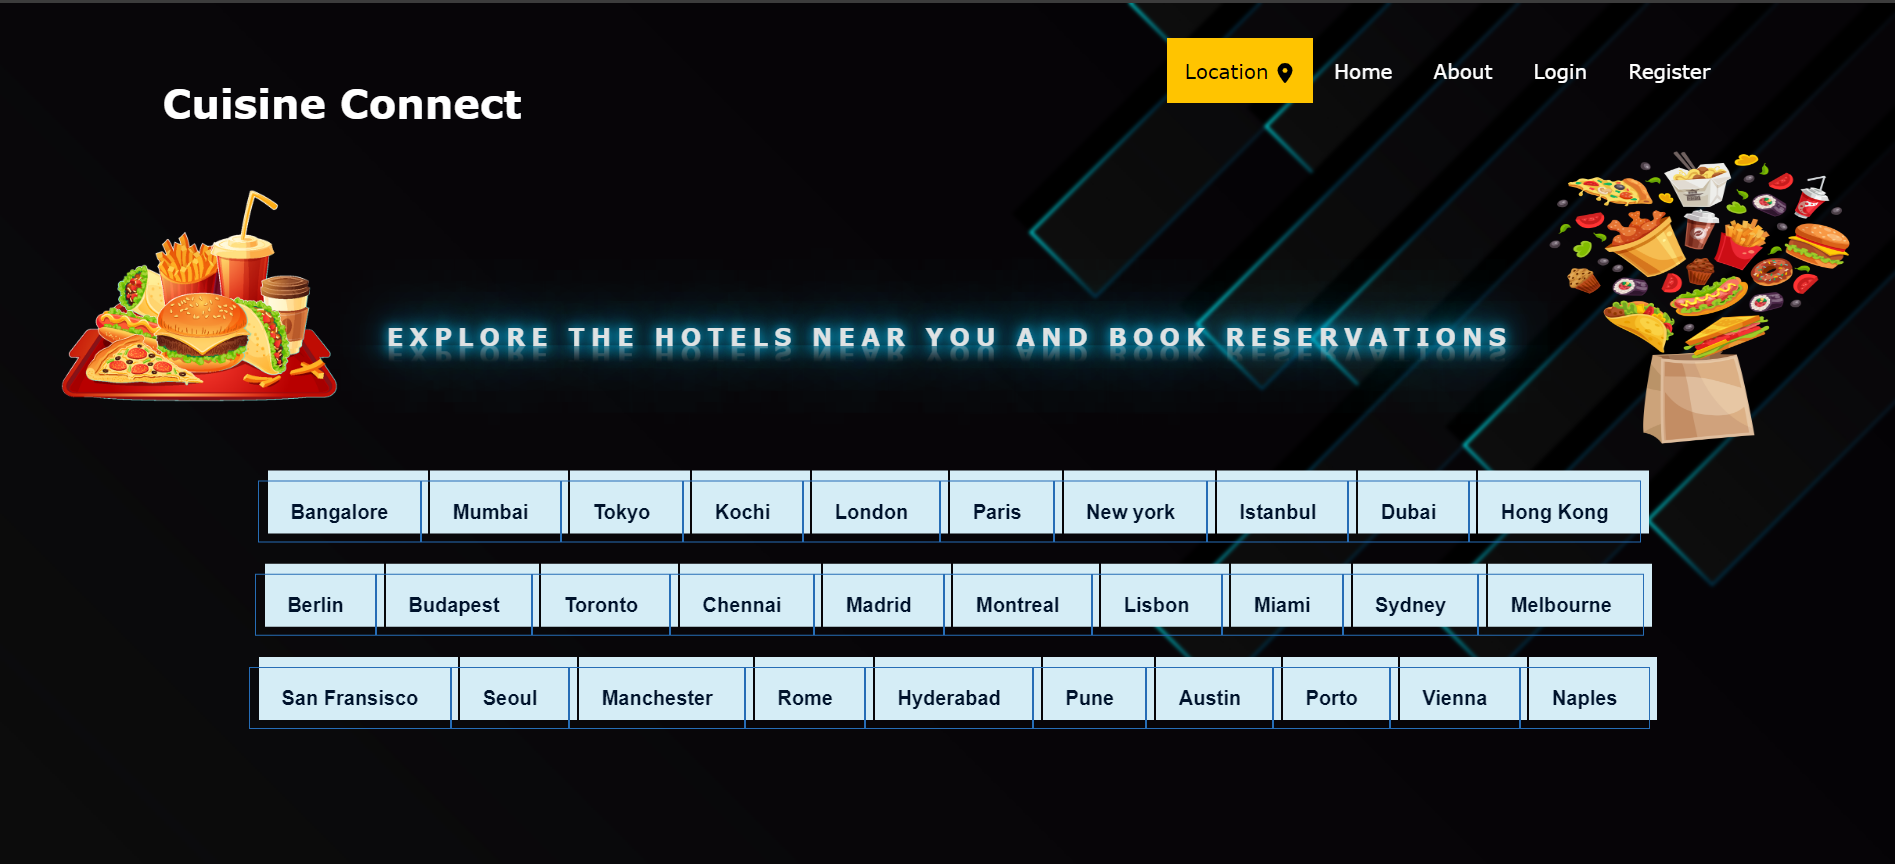 Location Home About Login Register
Cuisine Connect
EXPLORE THE HOTELS NEAR YOU AND BOOK RESERVATIONS
Bangalore Mumbai Tokyo Kochi London Paris New york Istanbul Dubai Hong Kong
Berlin Budapest Toronto Chennai Madrid Montreal Lisbon Miami Sydney Melbourne
San Fransisco Seoul Manchester Rome Hyderabad Pune Austin Porto Vienna Naples